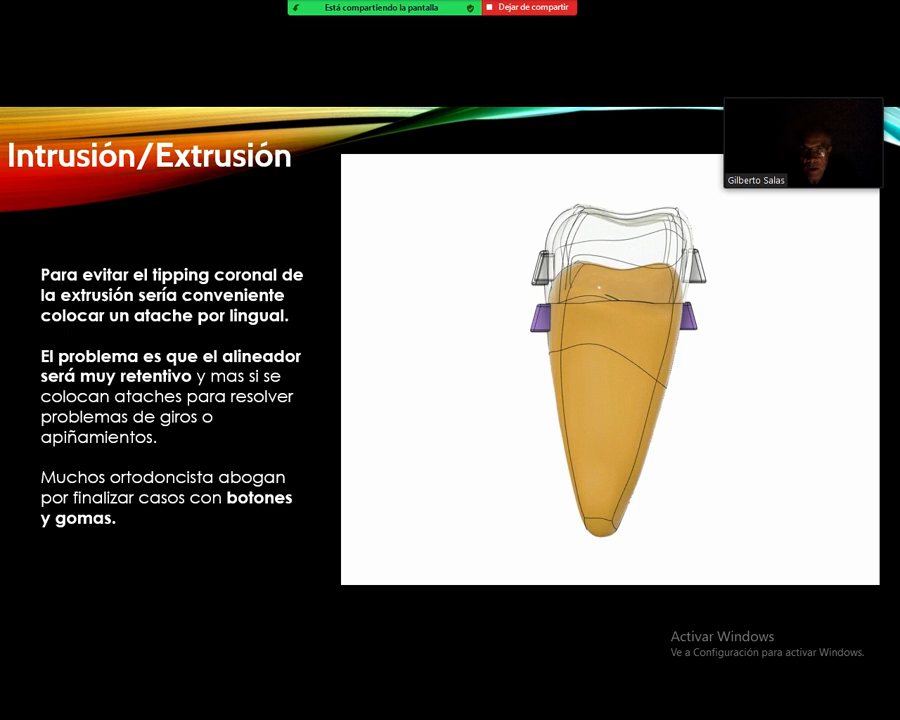 Está compartiendo la pantalla
Dejar de compartir
Intrusión/Extrusión
Gilberto Salas
Para evitar el tipping coronal de
la extrusión sería conveniente
colocar un atache por lingual.
El problema es que el alineador
será muy retentivo y mas si se
colocan ataches para resolver
problemas de giros o
apiñamientos.
Muchos ortodoncista abogan
por finalizar casos con botones
y gomas.
Activar Windows
Ve a Configuración para activar Windows.